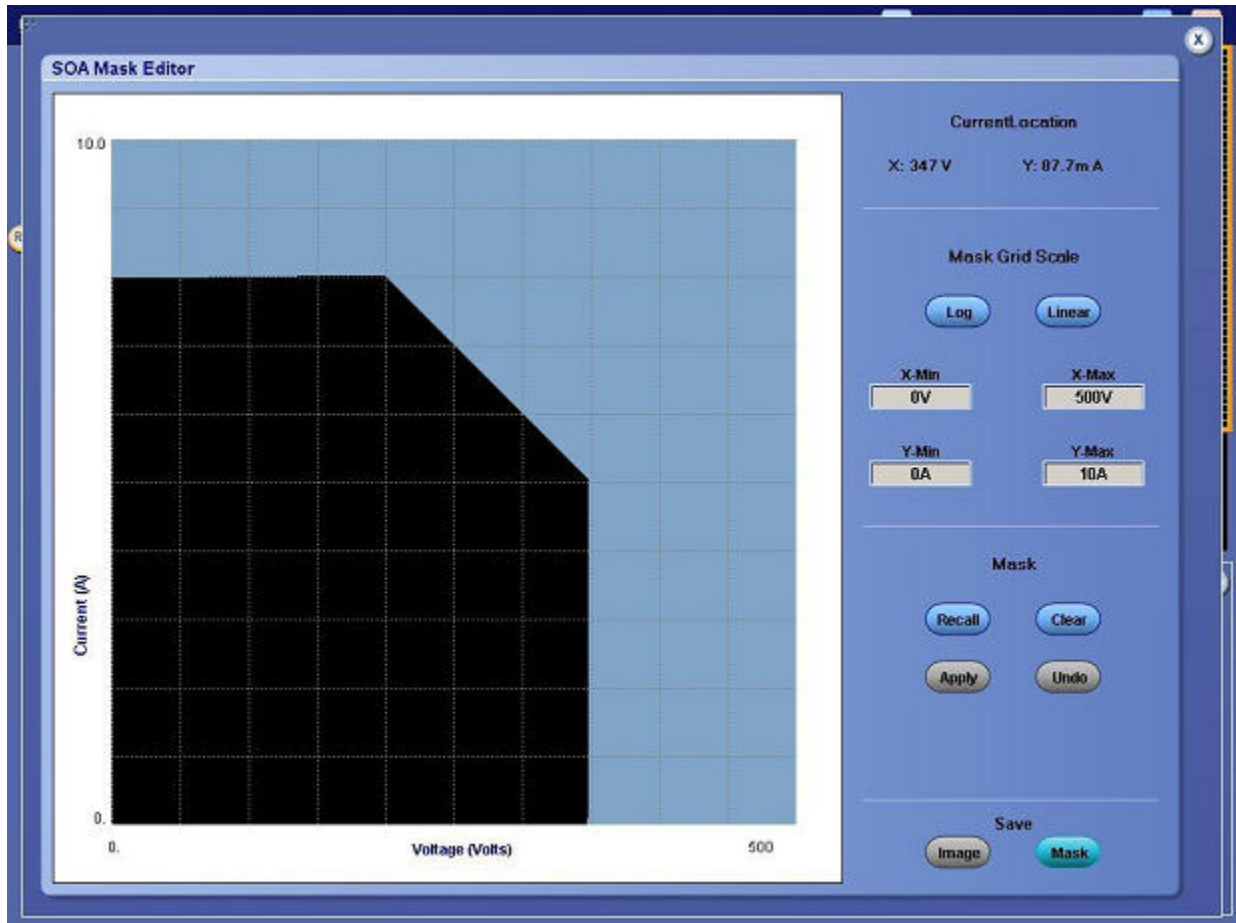 X
SOA Mask Editor
10.0
0.
Current (A)
0.
Voltage (Volts)
500
CurrentLocation
X: 347 V
Y: 87.7m A
Mask Grid Scale
Log
Linear
X-Min
X-Max
0V
500V
Y-Min
Y-Max
0A
10A
Mask
Recall
Clear
Apply
Undo
Save
Image
Mask
R